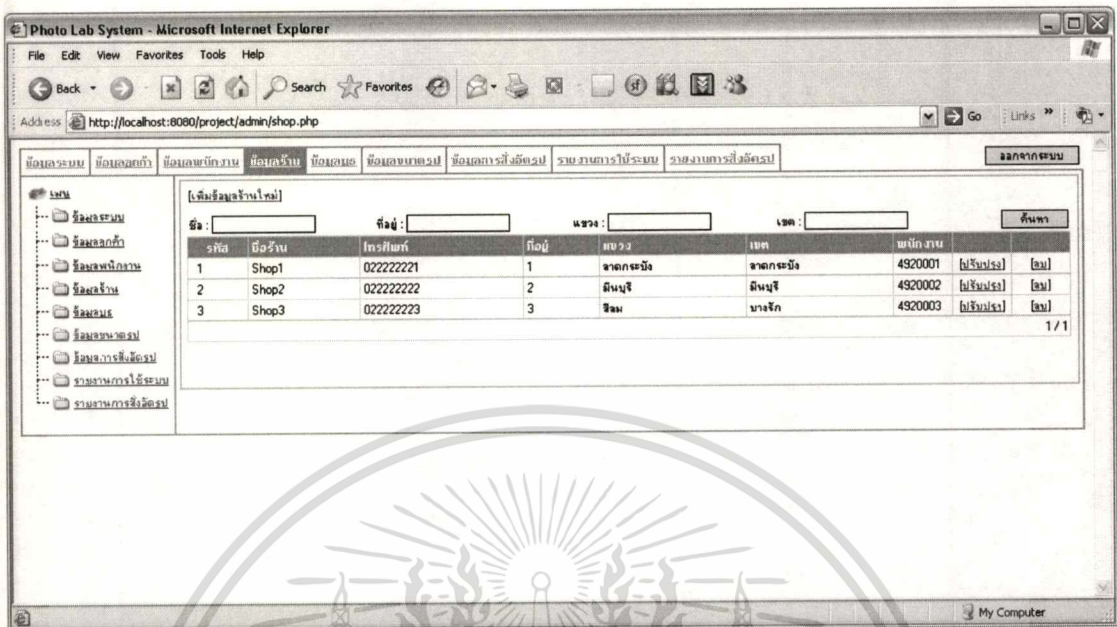 Photo Lab System - Microsoft Internet Explorer
File Edit View Favorites Tools Help
Back Search Favorites
Address http://localhost:8080/project/admin/shop.php Go Links »
ข้อมูลระบบ ข้อมูลลูกค้า ข้อมูลพนักงาน ข้อมูลร้าน ข้อมูลขนาดรูป ข้อมูลการสั่งอัดรูป รายงานการใช้ระบบ รายงานการสั่งอัดรูป ออกจากระบบ
เมนู
ข้อมูลระบบ
ข้อมูลลูกค้า
ข้อมูลพนักงาน
ข้อมูลร้าน
ข้อมูลขนาดรูป
ข้อมูลการสั่งอัดรูป
รายงานการใช้ระบบ
รายงานการสั่งอัดรูป
[เพิ่มข้อมูลร้านใหม่]
ชื่อ : ที่อยู่ : แขวง : เขต : ค้นหา
รหัส ชื่อร้าน โทรศัพท์ ที่อยู่ แขวง เขต พนักงาน
1 Shop1 022222221 1 ลาดกระบัง ลาดกระบัง 4920001 [ปรับปรุง] [ลบ]
2 Shop2 022222222 2 มีนบุรี มีนบุรี 4920002 [ปรับปรุง] [ลบ]
3 Shop3 022222223 3 สีลม บางรัก 4920003 [ปรับปรุง] [ลบ]
1/1
My Computer